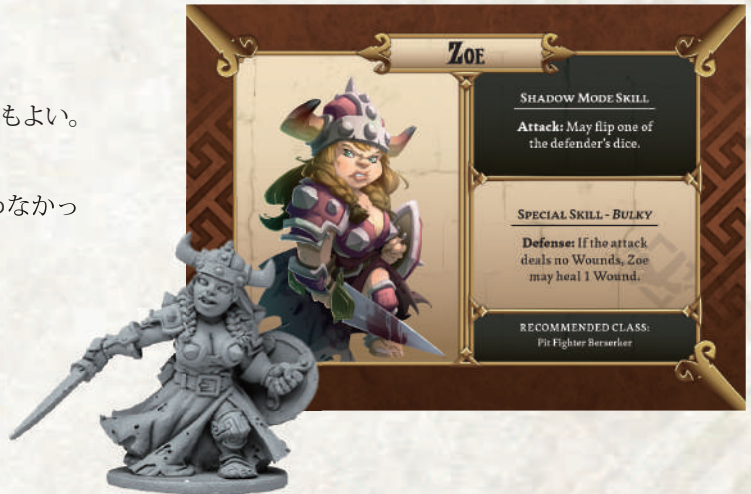 もよい。
なかっ
ZOE
SHADOW MODE SKILL
Attack: May flip one of
the defender's dice.
SPECIAL SKILL - BULKY
Defense: If the attack
deals no Wounds, Zoe
may heal 1 Wound.
RECOMMENDED CLASS:
Pit Fighter Berserker